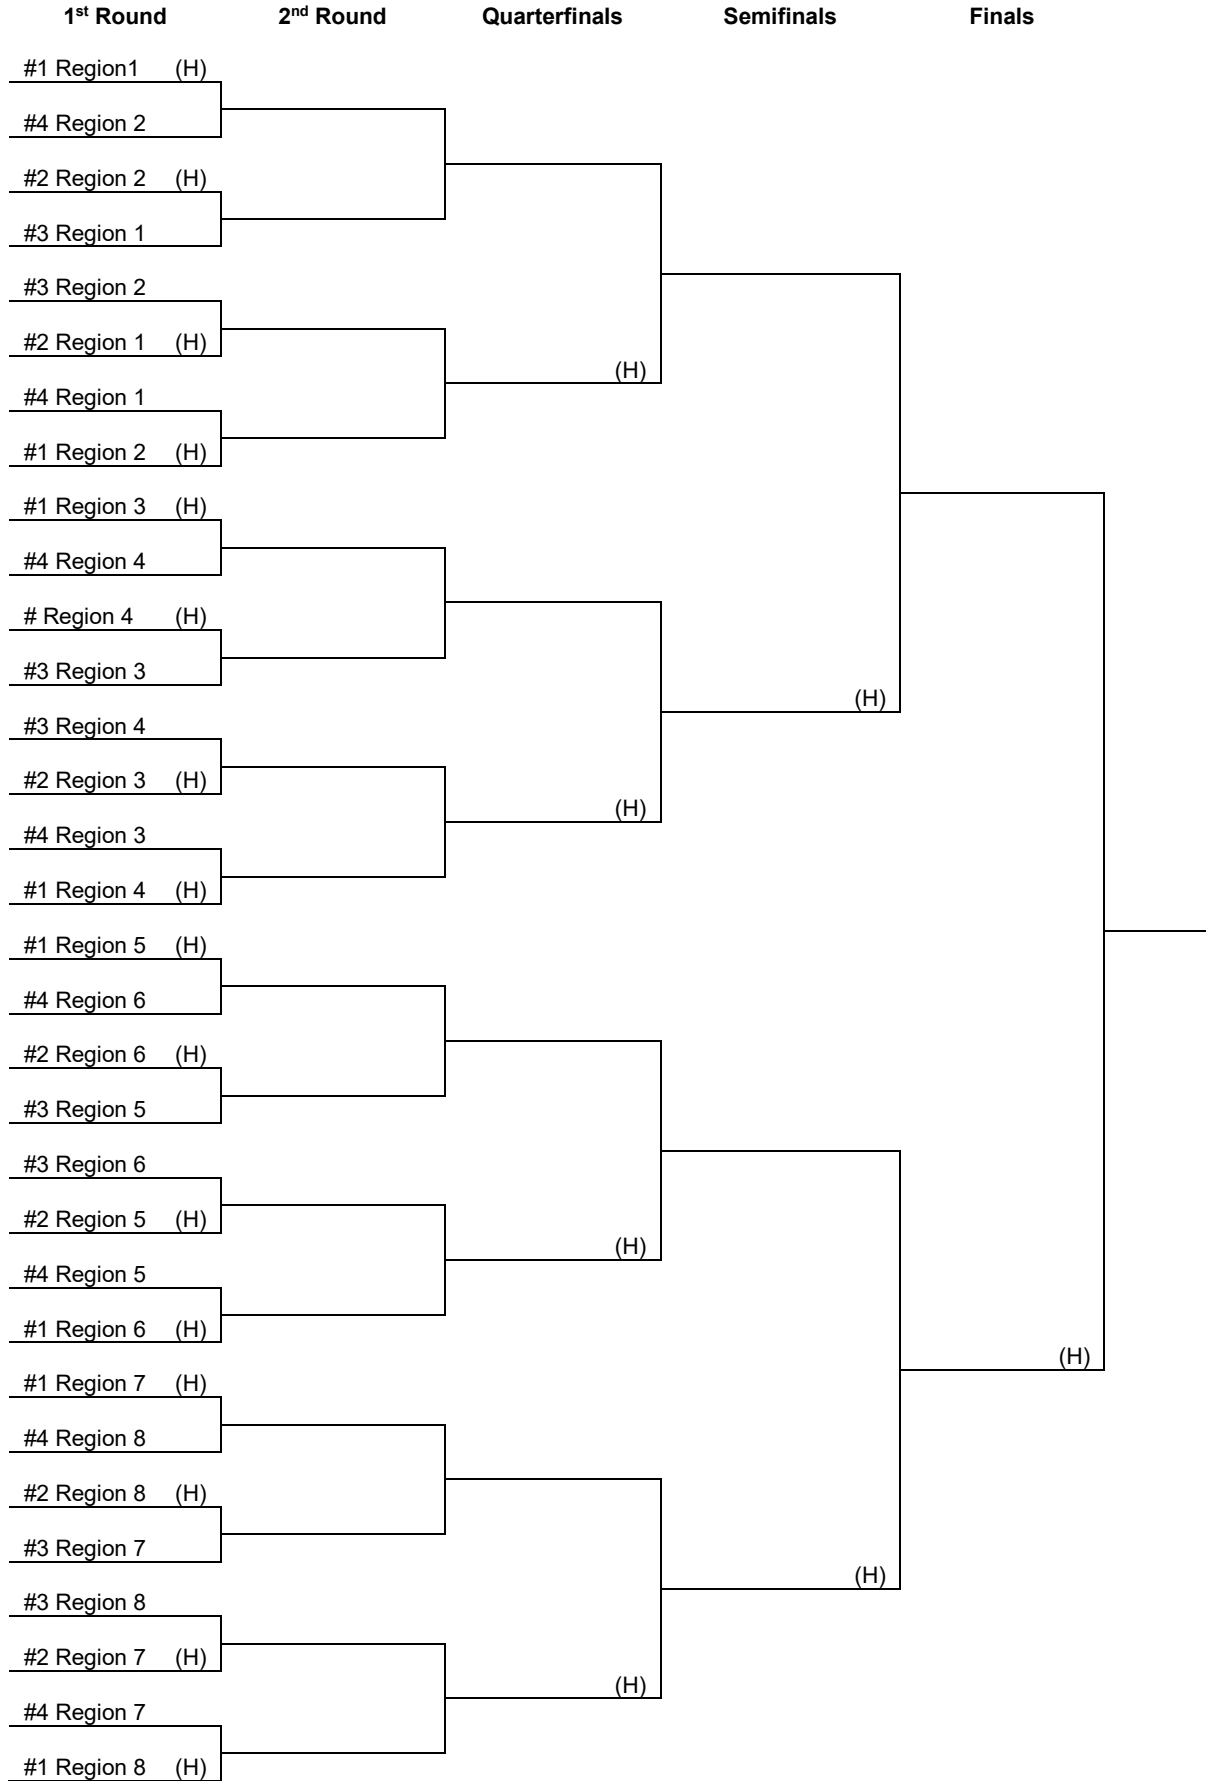 1st Round 2nd Round Quarterfinals Semifinals Finals
#1 Region1 (H)
#4 Region 2
#2 Region 2 (H)
#3 Region 1
#3 Region 2
#2 Region 1 (H)
(H)
#4 Region 1
#1 Region 2 (H)
#1 Region 3 (H)
#4 Region 4
# Region 4 (H)
#3 Region 3
(H)
#3 Region 4
#2 Region 3 (H)
(H)
#4 Region 3
#1 Region 4 (H)
#1 Region 5 (H)
#4 Region 6
#2 Region 6 (H)
#3 Region 5
#3 Region 6
#2 Region 5 (H)
(H)
#4 Region 5
#1 Region 6 (H)
(H)
#1 Region 7 (H)
#4 Region 8
#2 Region 8 (H)
#3 Region 7
(H)
#3 Region 8
#2 Region 7 (H)
(H)
#4 Region 7
#1 Region 8 (H)